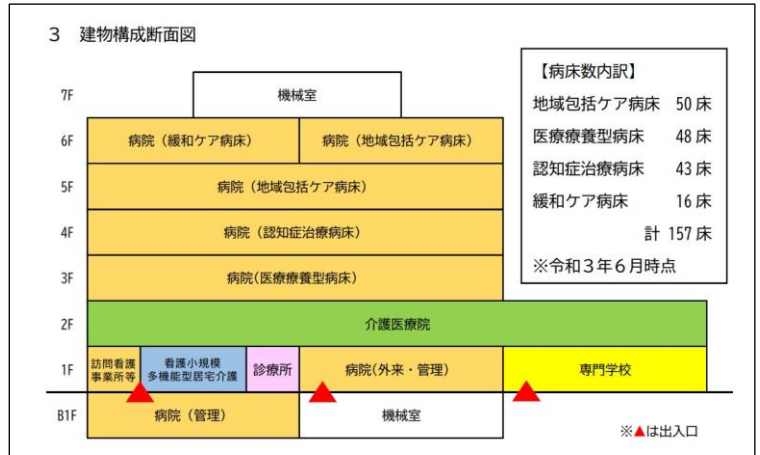 3 建物構成断面図
【病床数内訳】
地域包括ケア病床 50床
医療療養型病床 48床
認知症治療病床 43床
緩和ケア病床 16床
計 157床
※令和3年6月時点
7F 機械室
6F 病院（緩和ケア病床） 病院（地域包括ケア病床）
5F 病院（地域包括ケア病床）
4F 病院（認知症治療病床）
3F 病院(医療療養型病床)
2F 介護医療院
1F
訪問看護
事業所等
看護小規模
多機能型居宅介護
診療所
病院(外来・管理)
専門学校
B1F 病院（管理） 機械室
※▲は出入口